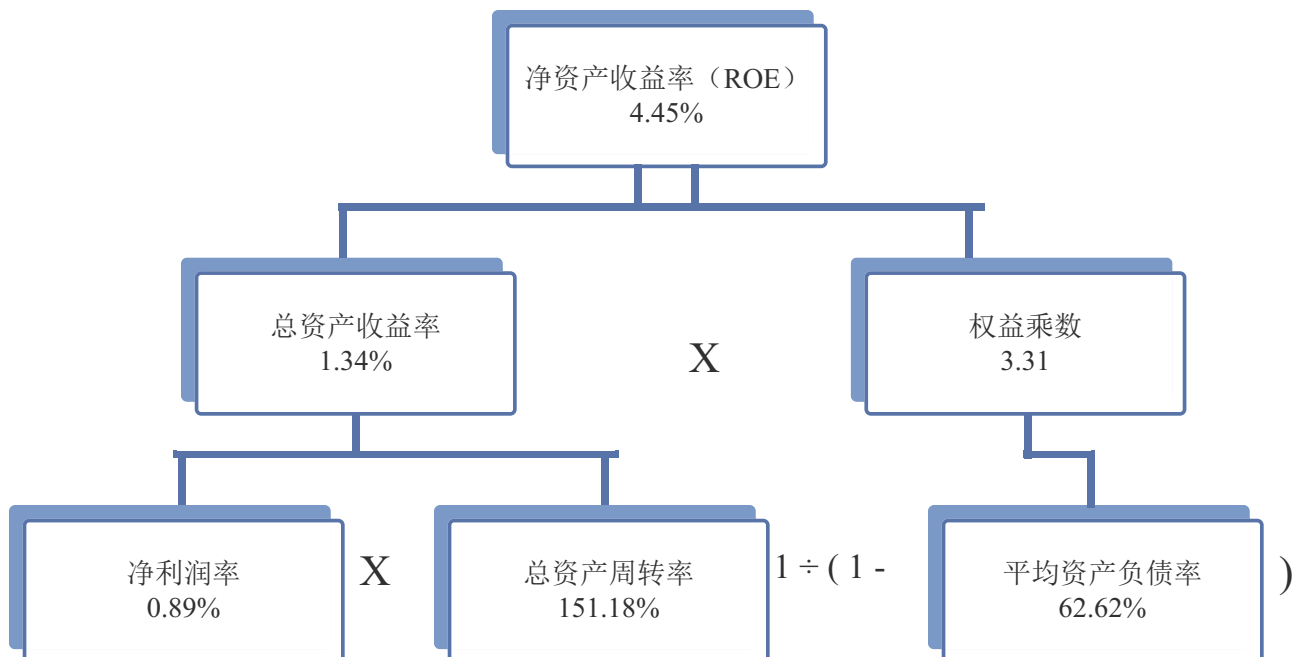 净资产收益率（ROE）
4.45%
总资产收益率
1.34%
X
权益乘数
3.31
净利润率
0.89%
X
总资产周转率
151.18%
1 ÷ ( 1 -
平均资产负债率
62.62%
)